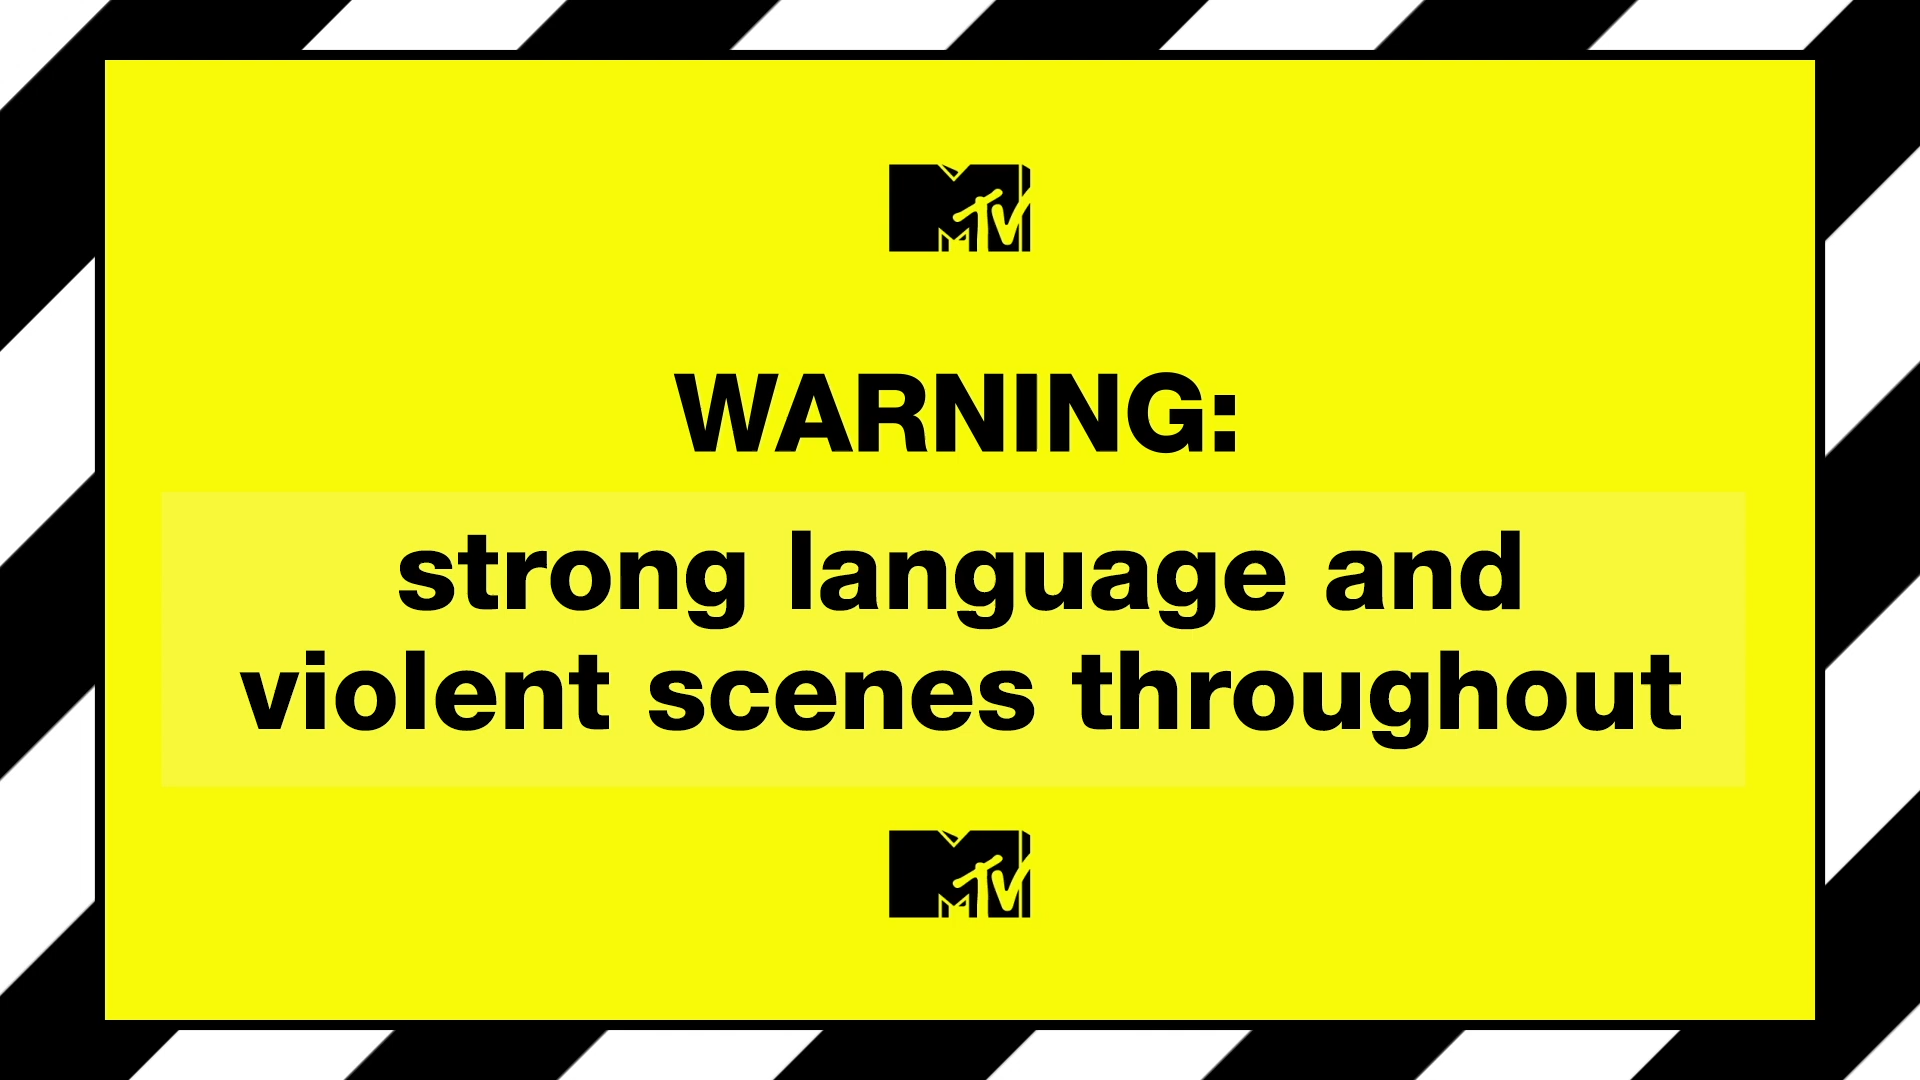 MTV
WARNING:
strong language and
violent scenes throughout
MTV